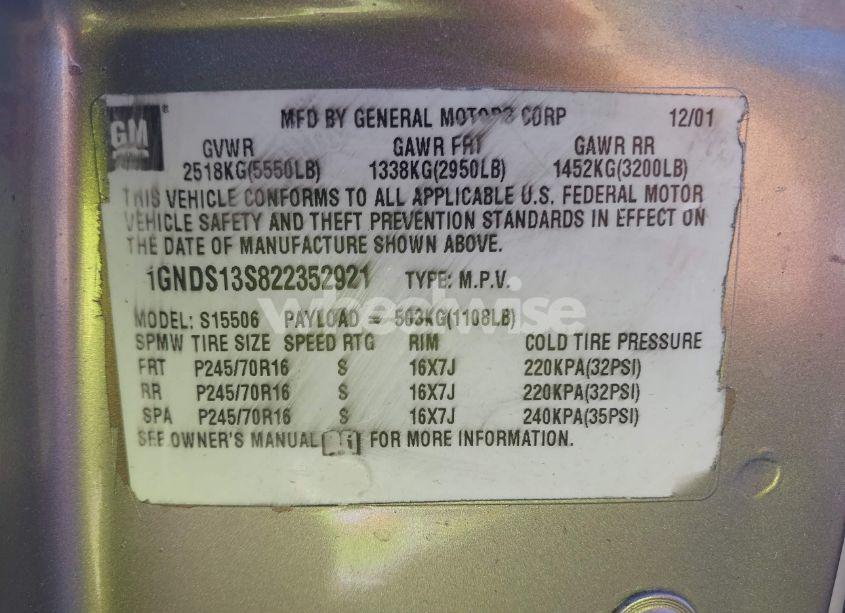 GM
MFD BY GENERAL MOTORS CORP 12/01
GVWR GAWR FRT GAWR RR
2518KG(5550LB) 1338KG(2950LB) 1452KG(3200LB)
THIS VEHICLE CONFORMS TO ALL APPLICABLE U.S. FEDERAL MOTOR
VEHICLE SAFETY AND THEFT PREVENTION STANDARDS IN EFFECT ON
THE DATE OF MANUFACTURE SHOWN ABOVE.
1GNDS13S822352921 TYPE: M.P.V.
wheelwise
MODEL: S15506 PAYLOAD = 503KG(1108LB)
SPMW TIRE SIZE SPEED RTG RIM COLD TIRE PRESSURE
FRT P245/70R16 S 16X7J 220KPA(32PSI)
RR P245/70R16 S 16X7J 220KPA(32PSI)
SPA P245/70R16 S 16X7J 240KPA(35PSI)
SEE OWNER'S MANUAL FOR MORE INFORMATION.